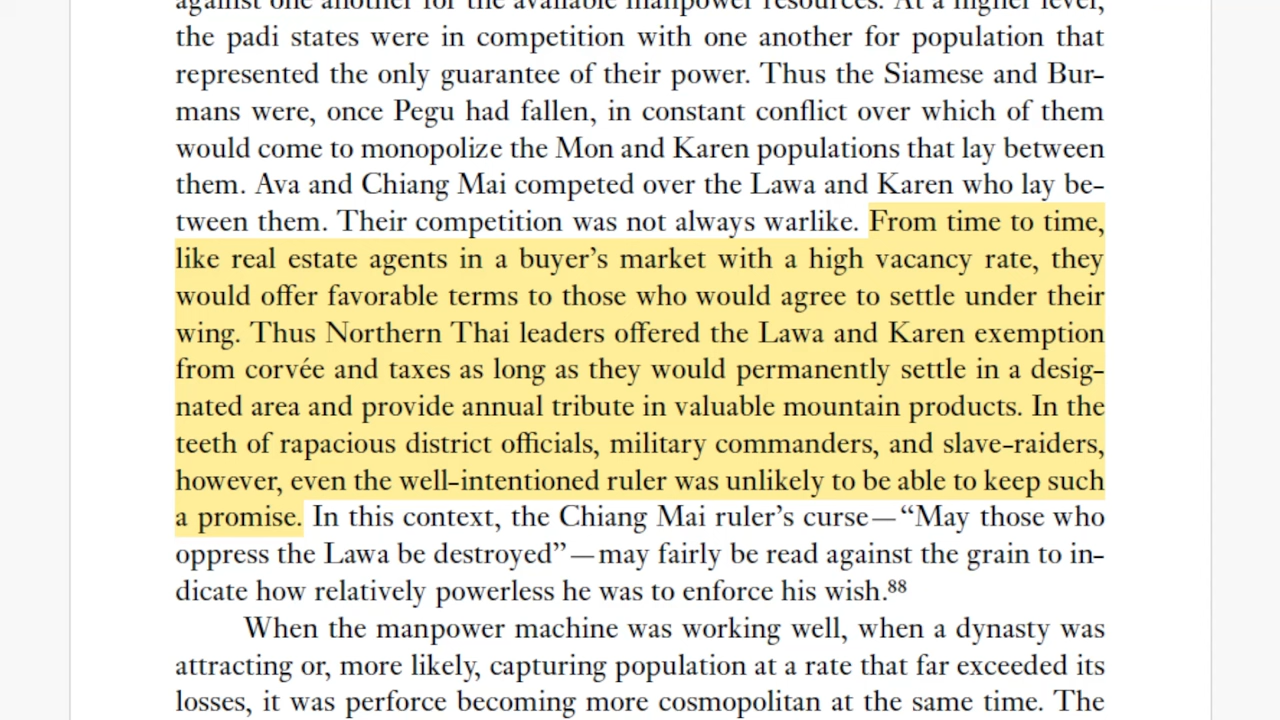 against one another for the available manpower resources. At a higher level,
the padi states were in competition with one another for population that
represented the only guarantee of their power. Thus the Siamese and Bur-
mans were, once Pegu had fallen, in constant conflict over which of them
would come to monopolize the Mon and Karen populations that lay between
them. Ava and Chiang Mai competed over the Lawa and Karen who lay be-
tween them. Their competition was not always warlike. From time to time,
like real estate agents in a buyer’s market with a high vacancy rate, they
would offer favorable terms to those who would agree to settle under their
wing. Thus Northern Thai leaders offered the Lawa and Karen exemption
from corvée and taxes as long as they would permanently settle in a desig-
nated area and provide annual tribute in valuable mountain products. In the
teeth of rapacious district officials, military commanders, and slave-raiders,
however, even the well-intentioned ruler was unlikely to be able to keep such
a promise. In this context, the Chiang Mai ruler’s curse—“May those who
oppress the Lawa be destroyed”—may fairly be read against the grain to in-
dicate how relatively powerless he was to enforce his wish.⁸⁸
When the manpower machine was working well, when a dynasty was
attracting or, more likely, capturing population at a rate that far exceeded its
losses, it was perforce becoming more cosmopolitan at the same time. The